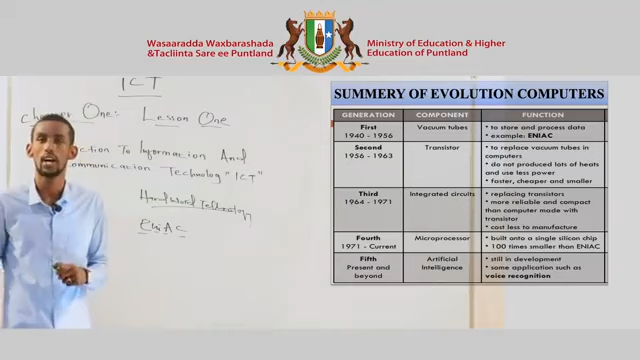 Wasaaradda Waxbarashada
&Tacliinta Sare ee Puntland
Ministry of Education & Higher
Education of Puntland
ICT
One: Lesson One
ction To Information And
ommunication Technolog "ICT"
EniAC
SUMMERY OF EVOLUTION COMPUTERS
GENERATION COMPONENT FUNCTION
First
1940 - 1956
Vacuum tubes
• to store and process data
• example: ENIAC
Second
1956 - 1963
Transistor
• to replace vacuum tubes in
computers
• do not produced lots of heats
and use less power
• faster, cheaper and smaller
Third
1964 - 1971
Integrated circuits
• replacing transistors
• more reliable and compact
than computer made with
transistor
• cost less to manufacture
Fourth
1971 - Current
Microprocessor
• built onto a single silicon chip
• 100 times smaller than ENIAC
Fifth
Present and
beyond
Artificial
Intelligence
• still in development
• some application such as
voice recognition